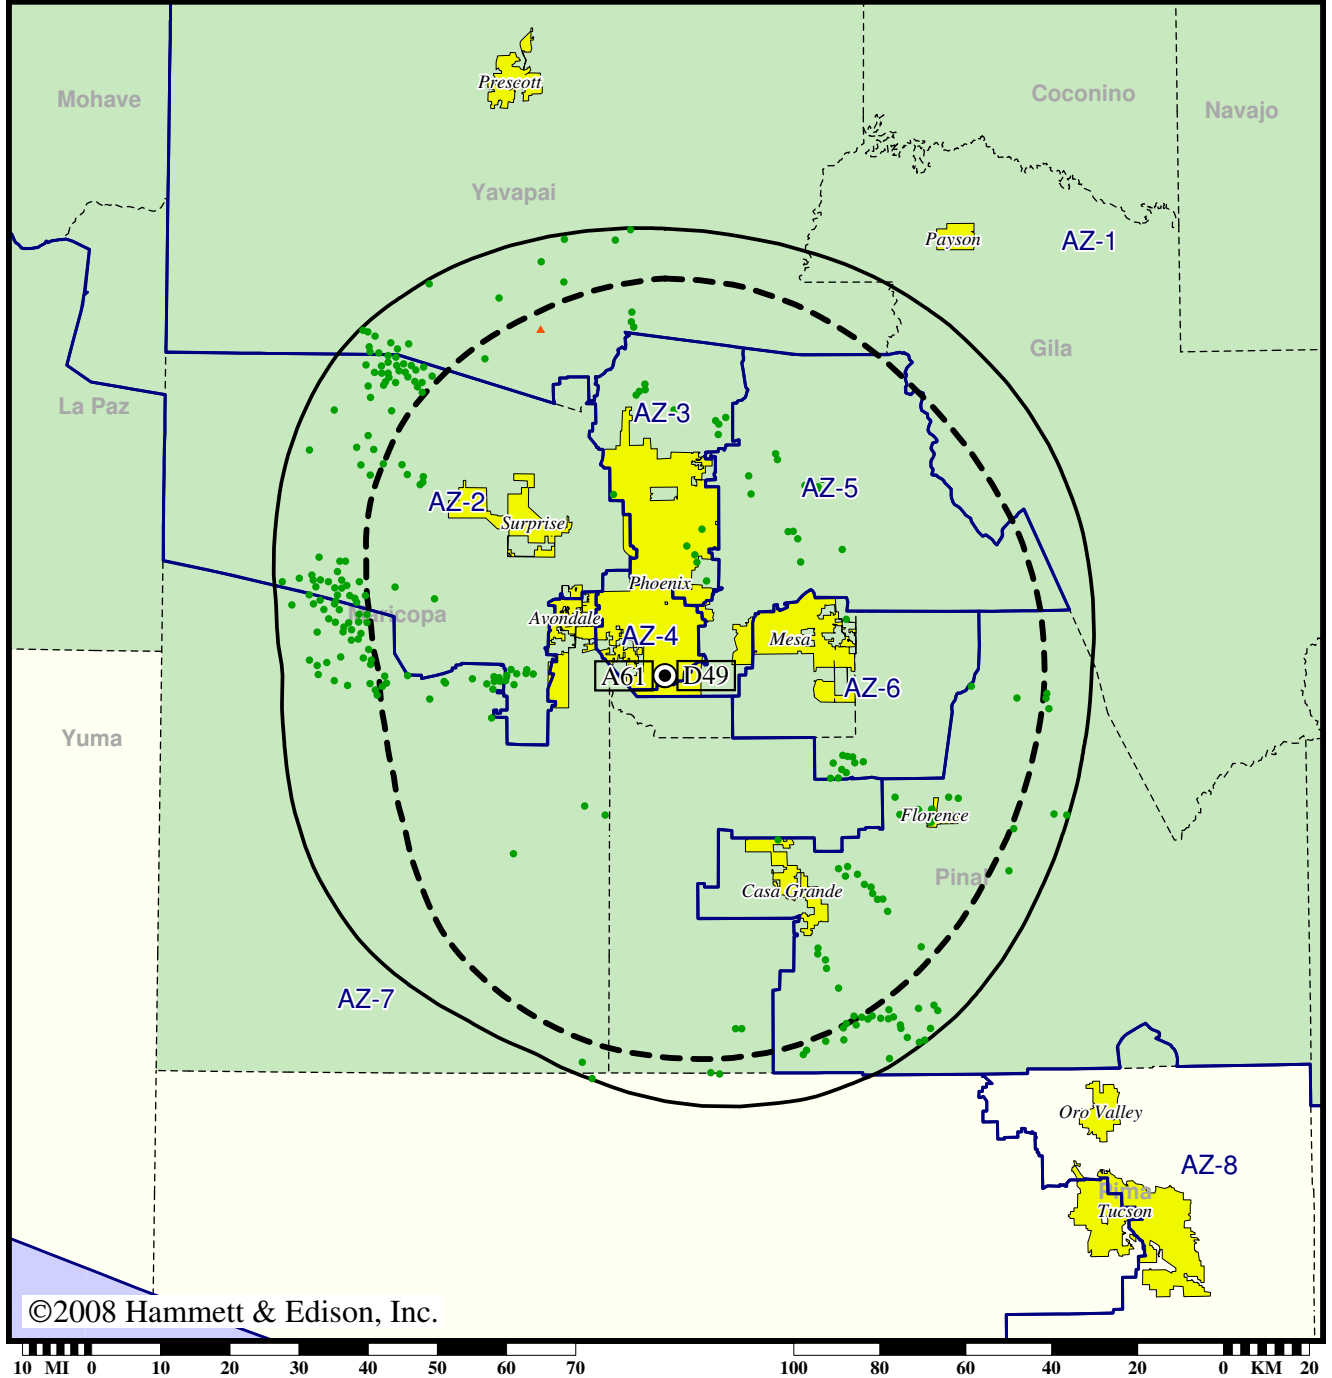 Prescott
Mohave
Coconino
Navajo
Yavapai
Payson
AZ-1
Gila
La Paz
AZ-3
AZ-5
AZ-2
Surprise
Phoenix
Maricopa
Avondale
AZ-4
Mesa
A61
D49
AZ-6
Yuma
Florence
Pinal
Casa Grande
AZ-7
Oro Valley
AZ-8
Pima
Tucson
©2008 Hammett & Edison, Inc.
10 MI 0 10 20 30 40 50 60 70 100 80 60 40 20 0 KM 20